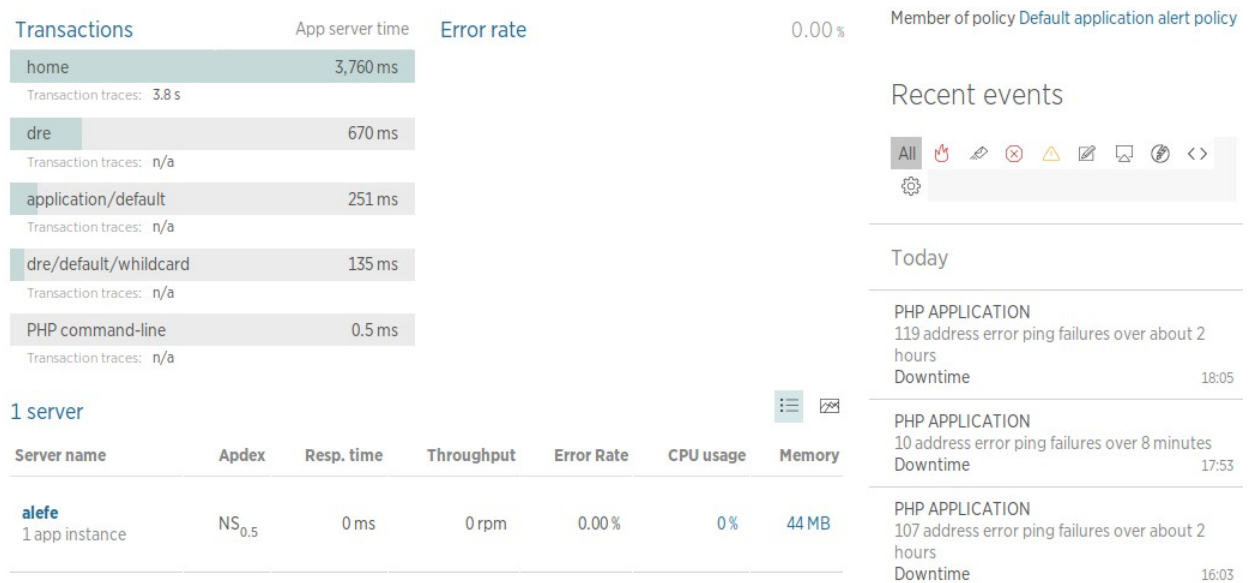 Transactions App server time
home 3,760 ms
Transaction traces: 3.8 s
dre 670 ms
Transaction traces: n/a
application/default 251 ms
Transaction traces: n/a
dre/default/whildcard 135 ms
Transaction traces: n/a
PHP command-line 0.5 ms
Transaction traces: n/a
Error rate 0.00 %
1 server
Server name Apdex Resp. time Throughput Error Rate CPU usage Memory
alefe
1 app instance NS0.5 0 ms 0 rpm 0.00 % 0 % 44 MB
Member of policy Default application alert policy
Recent events
All
Today
PHP APPLICATION
119 address error ping failures over about 2
hours
Downtime 18:05
PHP APPLICATION
10 address error ping failures over 8 minutes
Downtime 17:53
PHP APPLICATION
107 address error ping failures over about 2
hours
Downtime 16:03